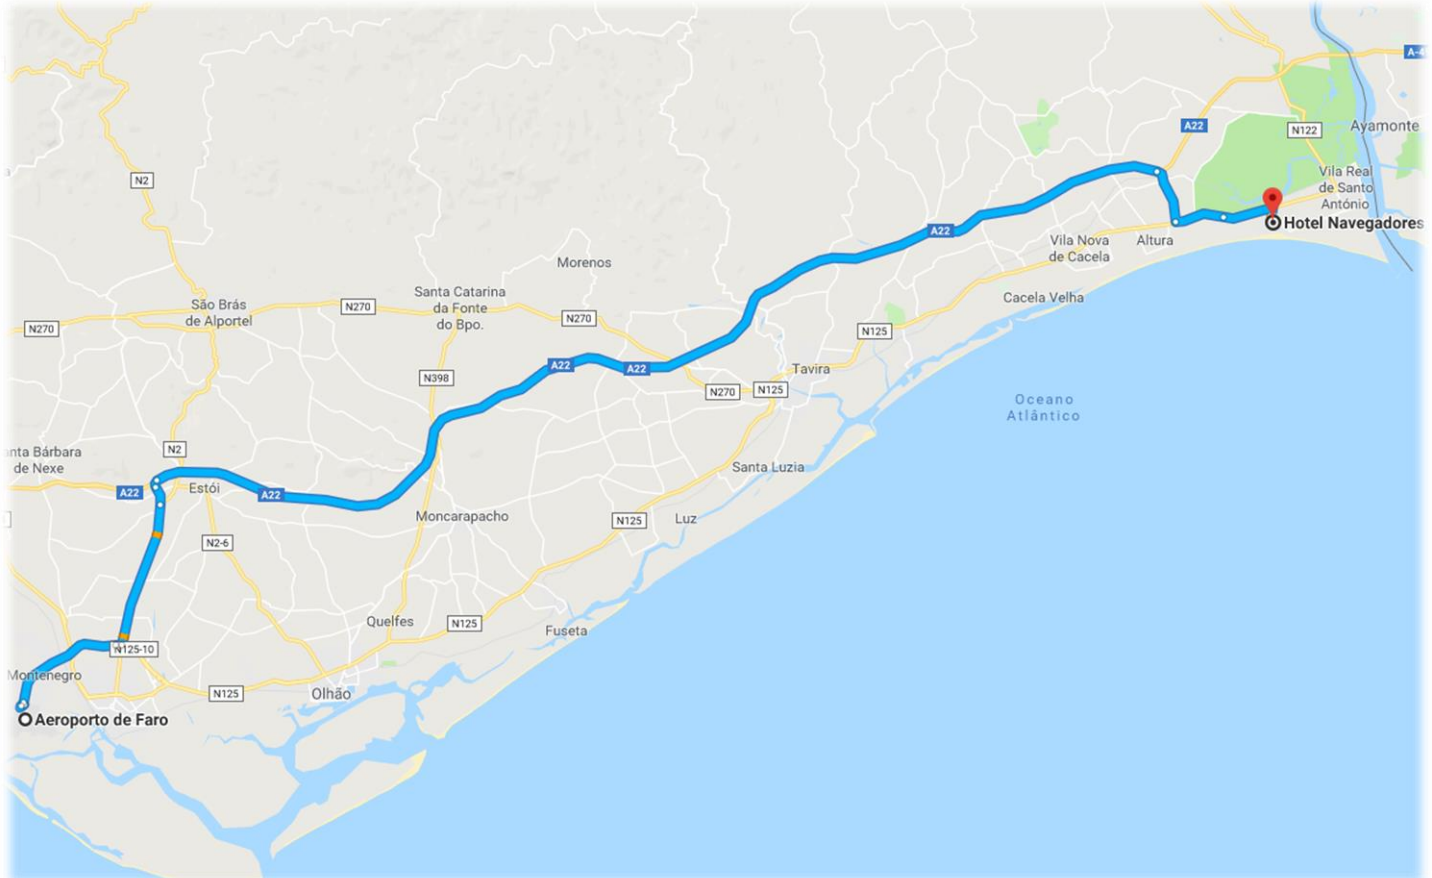 A-4
A22
N122
Ayamonte
N2
Vila Real
de Santo
António
Hotel Navegadores
A22
Vila Nova
de Cacela
Altura
Morenos
Santa Catarina
da Fonte
do Bpo.
Cacela Velha
São Brás
de Alportel
N270
N270
N270
N125
A22
A22
Tavira
N398
N270
N125
Oceano
Atlântico
N2
nta Bárbara
de Nexe
Santa Luzia
A22
Estói
A22
Moncarapacho
N125
Luz
N2-6
Quelfes
N125
Fuseta
N125-10
Montenegro
N125
Olhão
Aeroporto de Faro